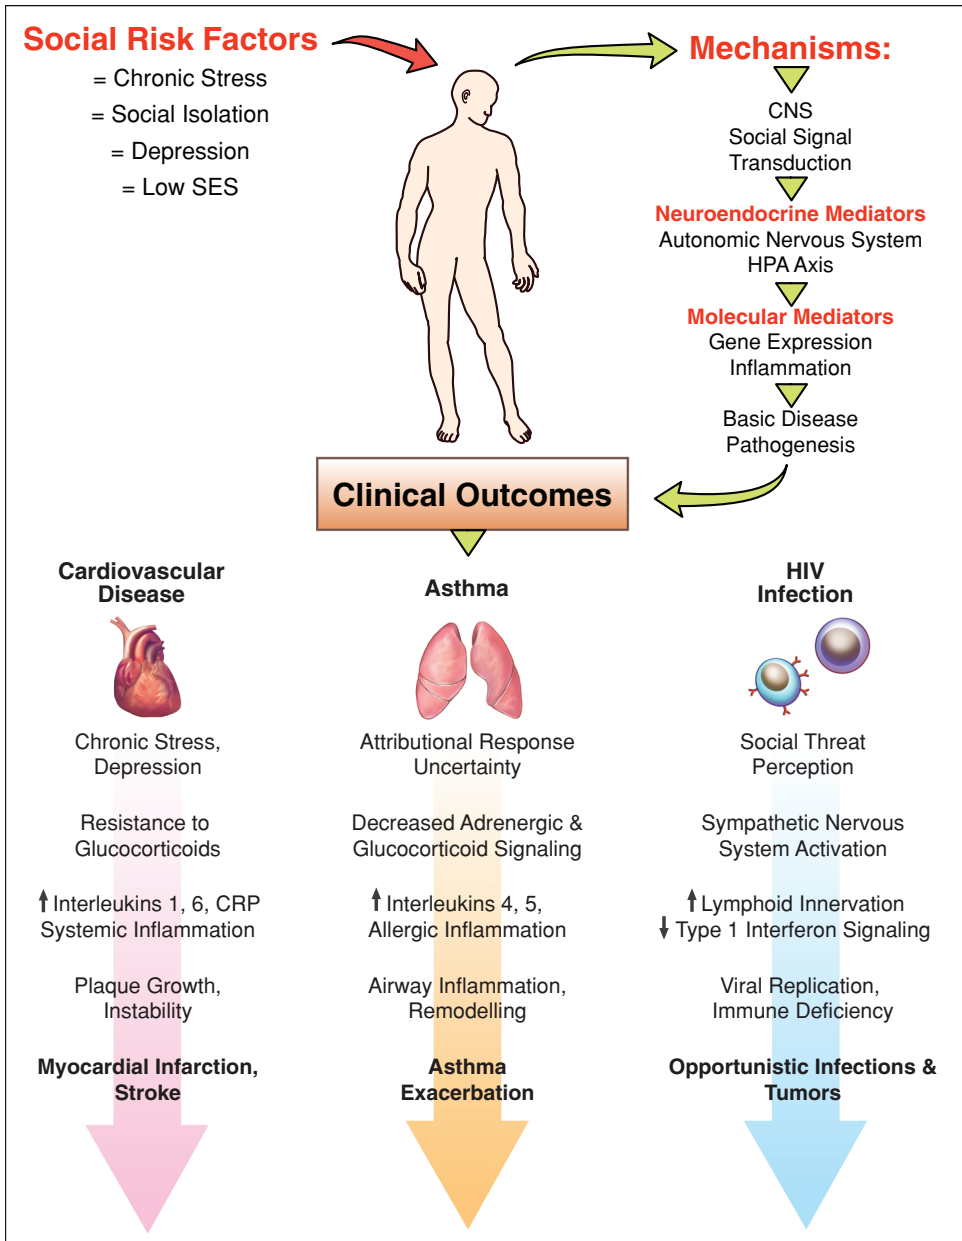 Social Risk Factors
= Chronic Stress
= Social Isolation
= Depression
= Low SES
Mechanisms:
CNS
Social Signal
Transduction
Neuroendocrine Mediators
Autonomic Nervous System
HPA Axis
Molecular Mediators
Gene Expression
Inflammation
Basic Disease
Pathogenesis
Clinical Outcomes
Cardiovascular
Disease
Chronic Stress,
Depression
Resistance to
Glucocorticoids
Interleukins 1, 6, CRP
Systemic Inflammation
Plaque Growth,
Instability
Myocardial Infarction,
Stroke
Asthma
Attributional Response
Uncertainty
Decreased Adrenergic &
Glucocorticoid Signaling
Interleukins 4, 5,
Allergic Inflammation
Airway Inflammation,
Remodelling
Asthma
Exacerbation
HIV
Infection
Social Threat
Perception
Sympathetic Nervous
System Activation
Lymphoid Innervation
Type 1 Interferon Signaling
Viral Replication,
Immune Deficiency
Opportunistic Infections &
Tumors